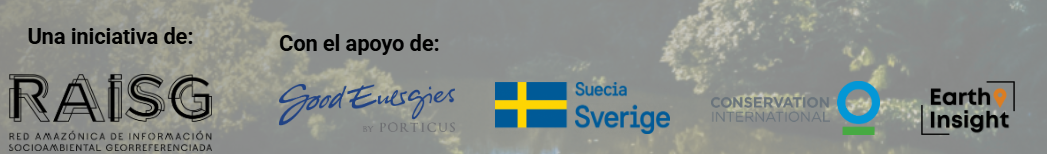 Una iniciativa de:
Con el apoyo de:
RAISG
RED AMAZÓNICA DE INFORMACIÓN
SOCIOAMBIENTAL GEORREFERENCIADA
Good Energies
BY PORTICUS
Suecia
Sverige
CONSERVATION
INTERNATIONAL
Earth
Insight